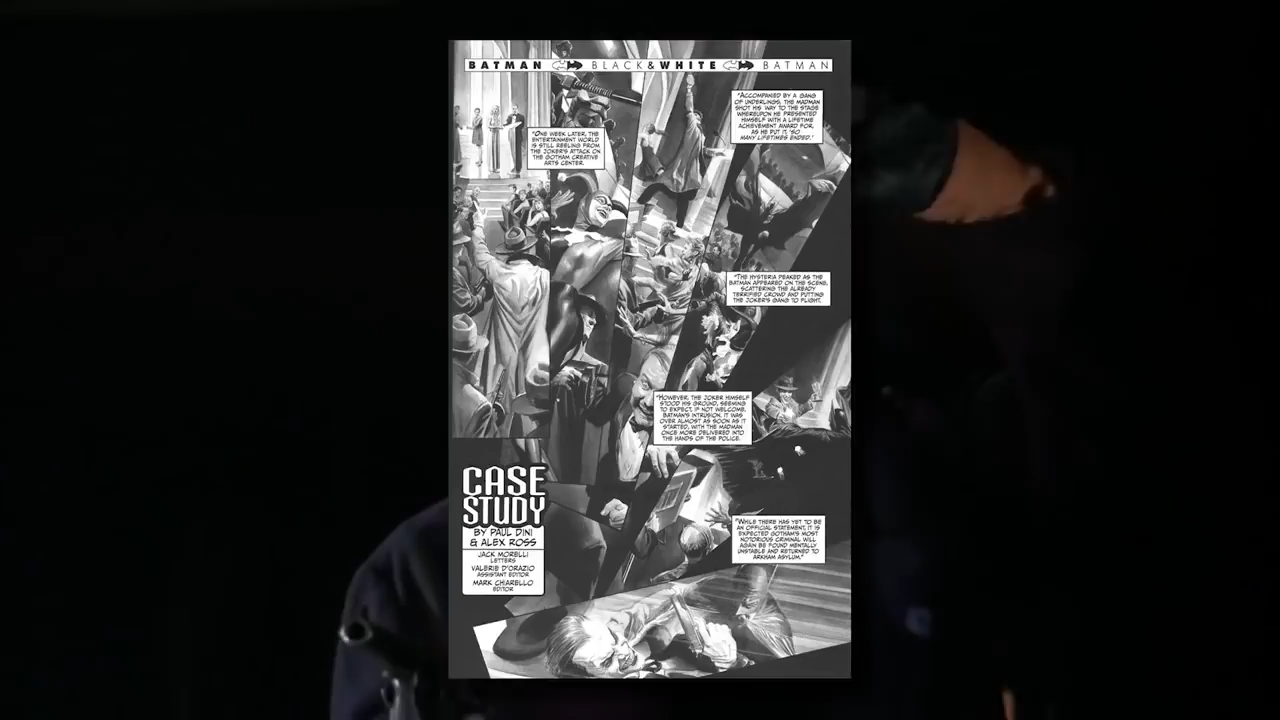 BATMAN BLACK&WHITE BATMAN
"ONE WEEK LATER, THE
ENTERTAINMENT WORLD
IS STILL REELING FROM
THE JOKER'S ATTACK ON
THE GOTHAM CREATIVE
ARTS CENTER.
"ACCOMPANIED BY A GANG
OF UNDERLINGS, THE MADMAN
SHOT HIS WAY TO THE STAGE
WHEREUPON HE PRESENTED
HIMSELF WITH A LIFETIME
ACHIEVEMENT AWARD FOR,
AS HE PUT IT, 'SO
MANY LIFETIMES ENDED.'
"THE HYSTERIA PEAKED AS THE
BATMAN APPEARED ON THE SCENE,
SCATTERING THE ALREADY
TERRIFIED CROWD AND PUTTING
THE JOKER'S GANG TO FLIGHT.
"HOWEVER, THE JOKER HIMSELF
STOOD HIS GROUND, SEEMING
TO EXPECT, IF NOT WELCOME,
BATMAN'S INTRUSION. IT WAS
OVER ALMOST AS SOON AS IT
STARTED, WITH THE MADMAN
ONCE MORE DELIVERED INTO
THE HANDS OF THE POLICE.
"WHILE THERE HAS YET TO BE
AN OFFICIAL STATEMENT, IT IS
EXPECTED GOTHAM'S MOST
NOTORIOUS CRIMINAL WILL
AGAIN BE FOUND MENTALLY
UNSTABLE AND RETURNED TO
ARKHAM ASYLUM."
CASE
STUDY
BY PAUL DINI
& ALEX ROSS
JACK MORELLI
LETTERS
VALERIE D'ORAZIO
ASSISTANT EDITOR
MARK CHIARELLO
EDITOR